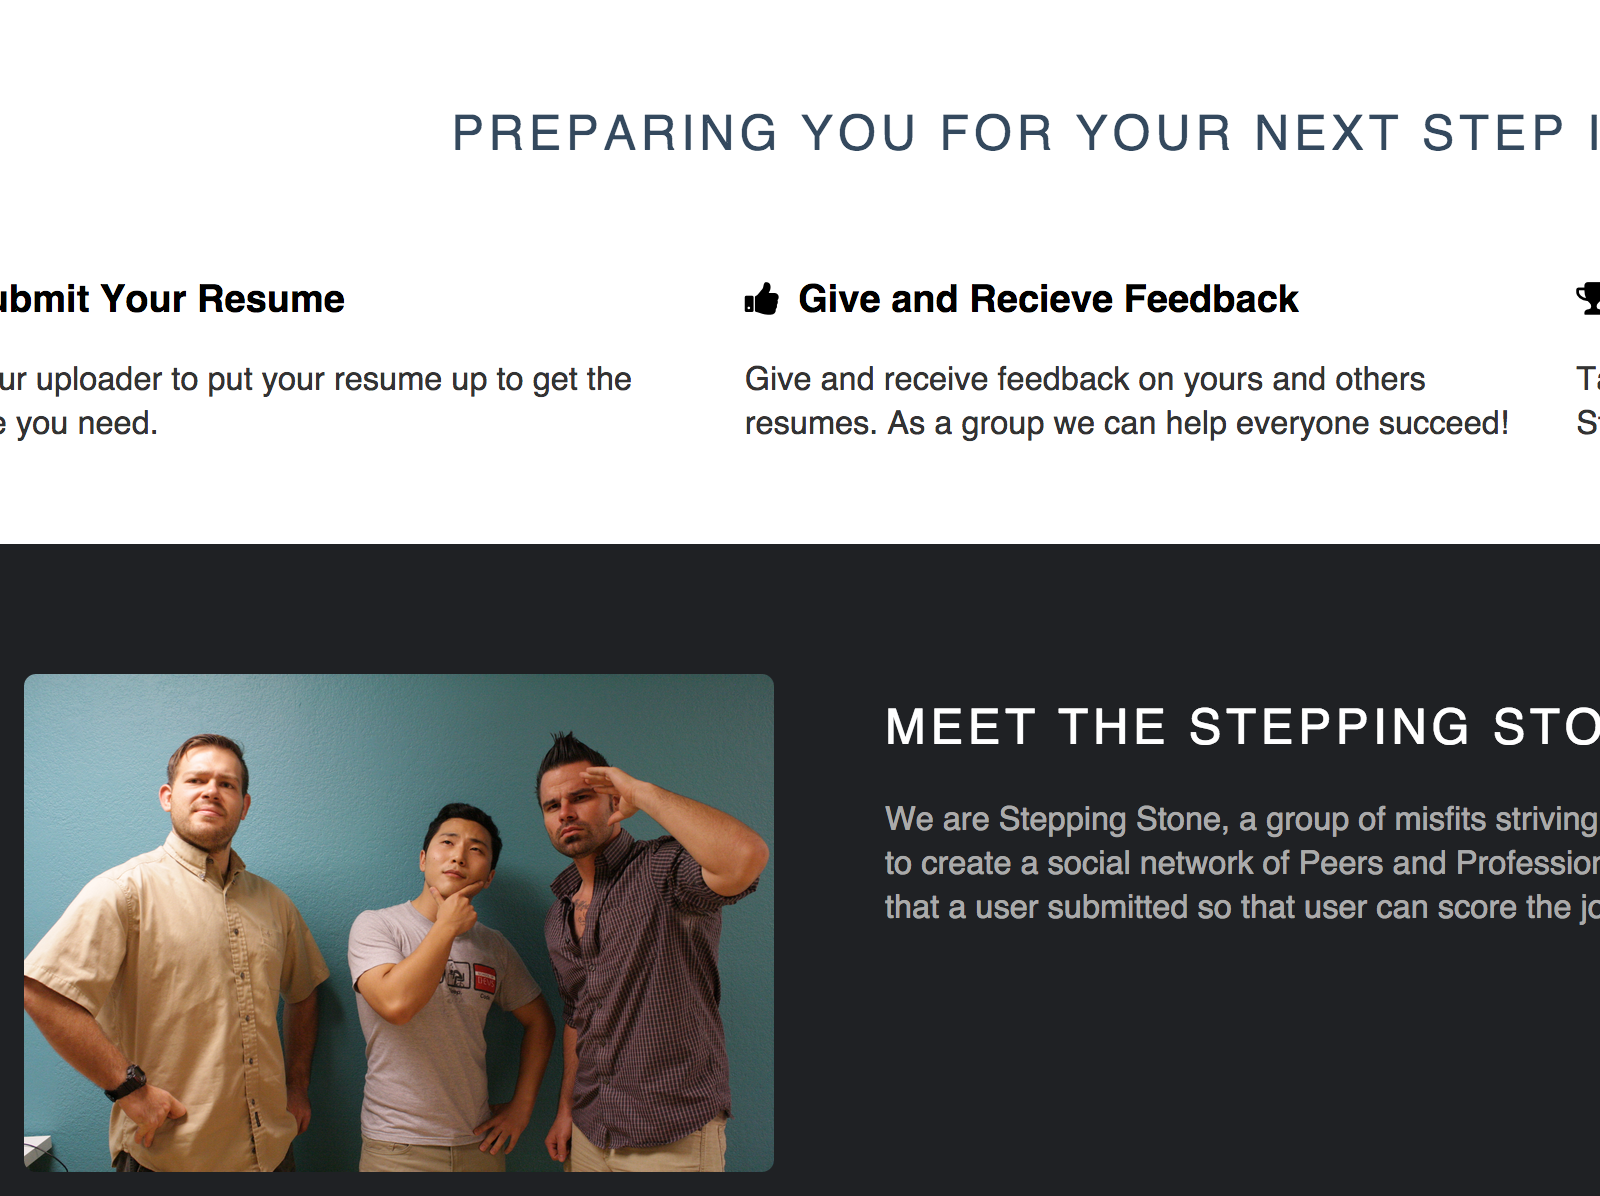 PREPARING YOU FOR YOUR NEXT STEP I
ubmit Your Resume
ur uploader to put your resume up to get the
e you need.
Give and Recieve Feedback
Give and receive feedback on yours and others
resumes. As a group we can help everyone succeed!
Ta
St
MEET THE STEPPING STO
We are Stepping Stone, a group of misfits striving
to create a social network of Peers and Profession
that a user submitted so that user can score the jo